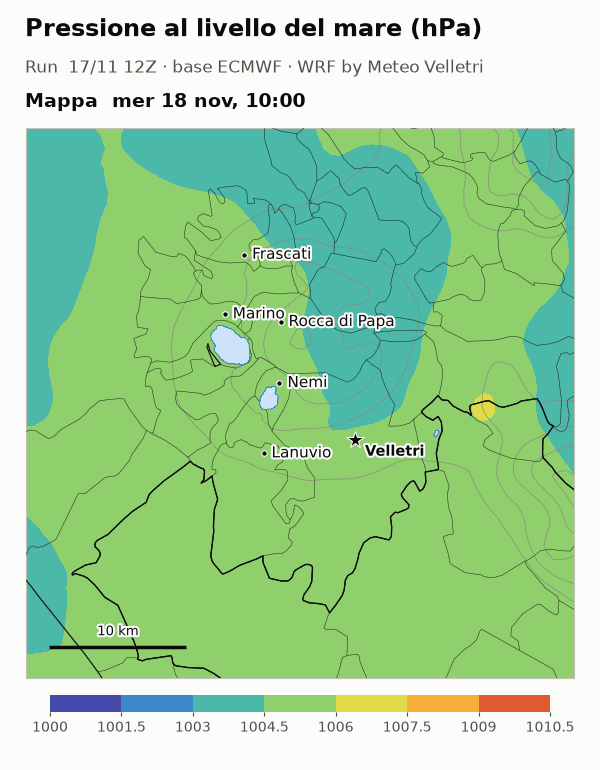 Pressione al livello del mare (hPa)
Run  17/11 12Z · base ECMWF · WRF by Meteo Velletri
Mappa  mer 18 nov, 10:00
Frascati
Marino
Rocca di Papa
Nemi
Velletri
Lanuvio
10 km
1000 1001.5 1003 1004.5 1006 1007.5 1009 1010.5